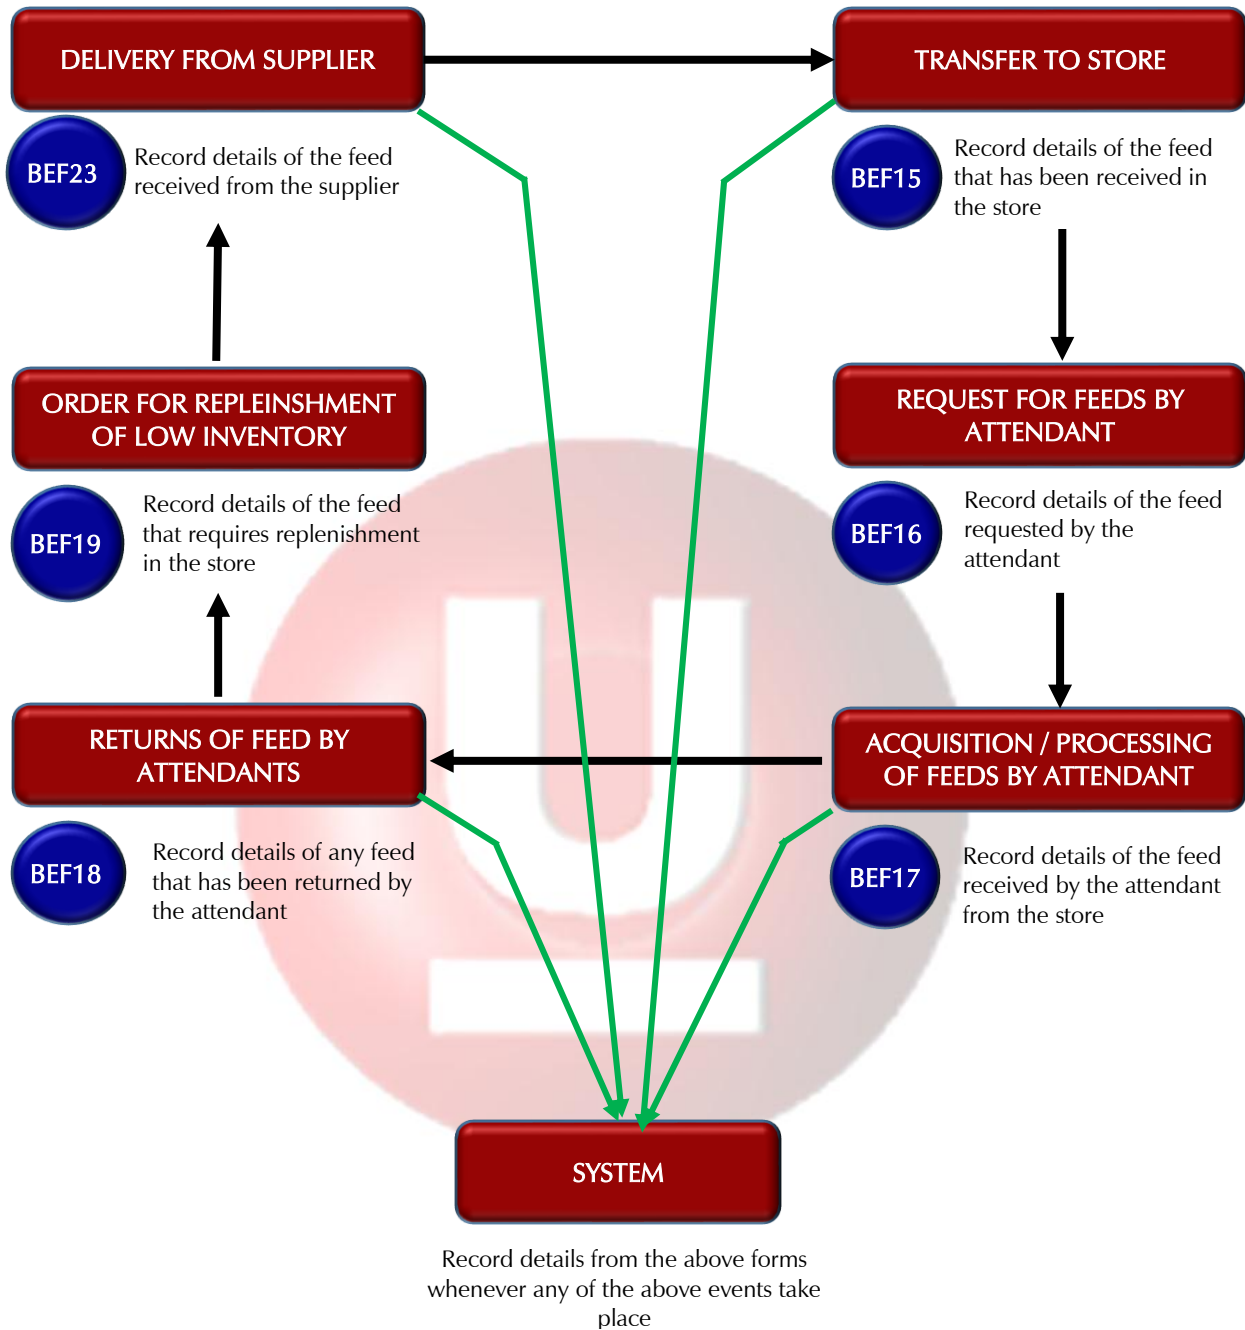 DELIVERY FROM SUPPLIER
TRANSFER TO STORE
BEF23
Record details of the feed
received from the supplier
BEF15
Record details of the feed
that has been received in
the store
ORDER FOR REPLEINSHMENT
OF LOW INVENTORY
REQUEST FOR FEEDS BY
ATTENDANT
BEF19
Record details of the feed
that requires replenishment
in the store
BEF16
Record details of the feed
requested by the
attendant
RETURNS OF FEED BY
ATTENDANTS
ACQUISITION / PROCESSING
OF FEEDS BY ATTENDANT
BEF18
Record details of any feed
that has been returned by
the attendant
BEF17
Record details of the feed
received by the attendant
from the store
U
SYSTEM
Record details from the above forms
whenever any of the above events take
place